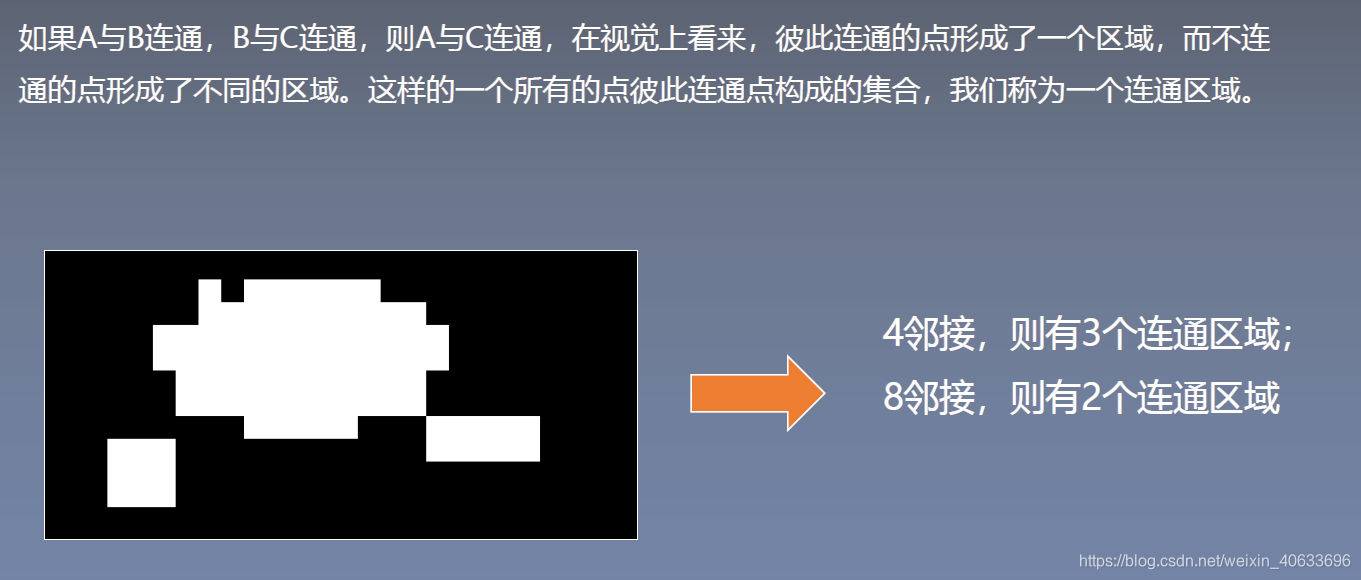 如果A与B连通，B与C连通，则A与C连通，在视觉上看来，彼此连通的点形成了一个区域，而不连
通的点形成了不同的区域。这样的一个所有的点彼此连通点构成的集合，我们称为一个连通区域。
4邻接，则有3个连通区域；
8邻接，则有2个连通区域
https://blog.csdn.net/weixin_40633696